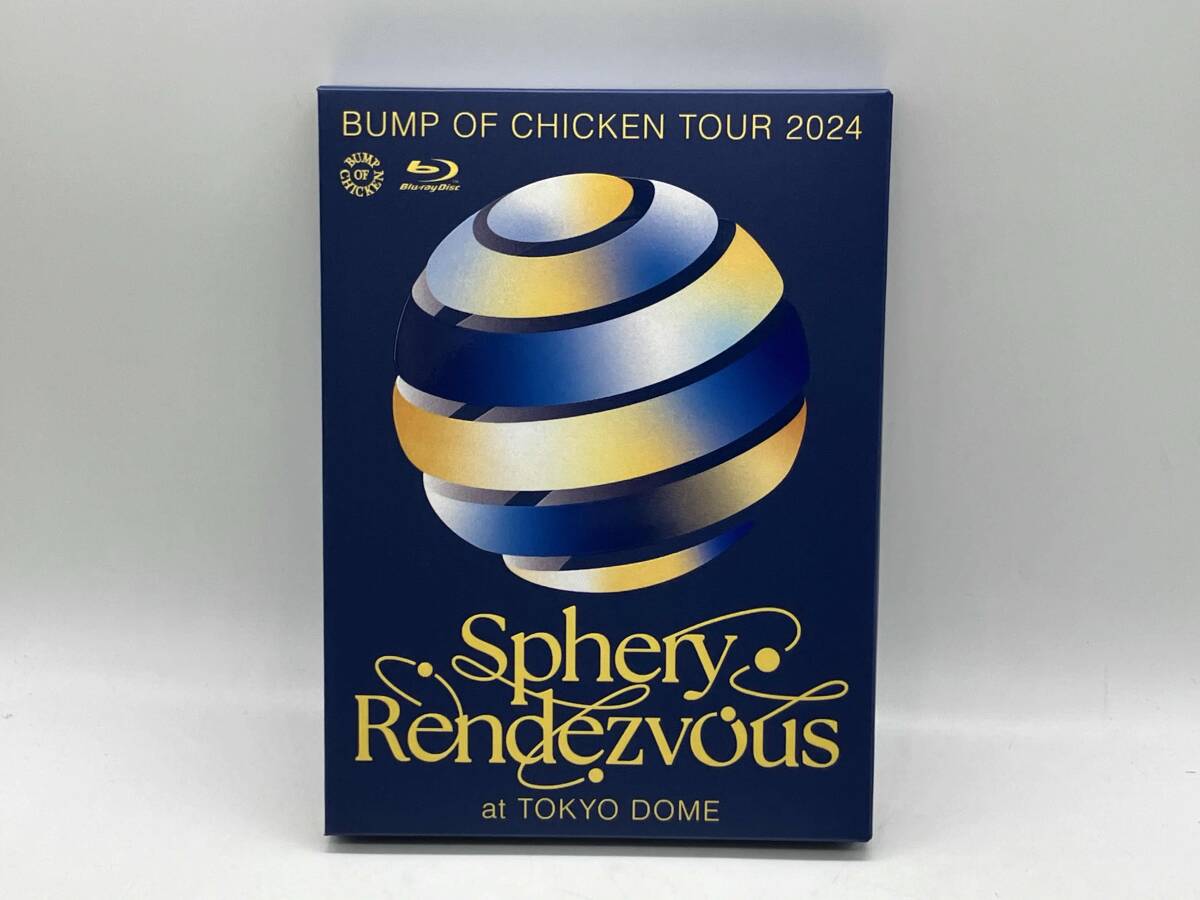 BUMP OF CHICKEN TOUR 2024
BUMP
OF
CHICKEN
Blu-ray Disc
Sphery
Rendezvous
at TOKYO DOME